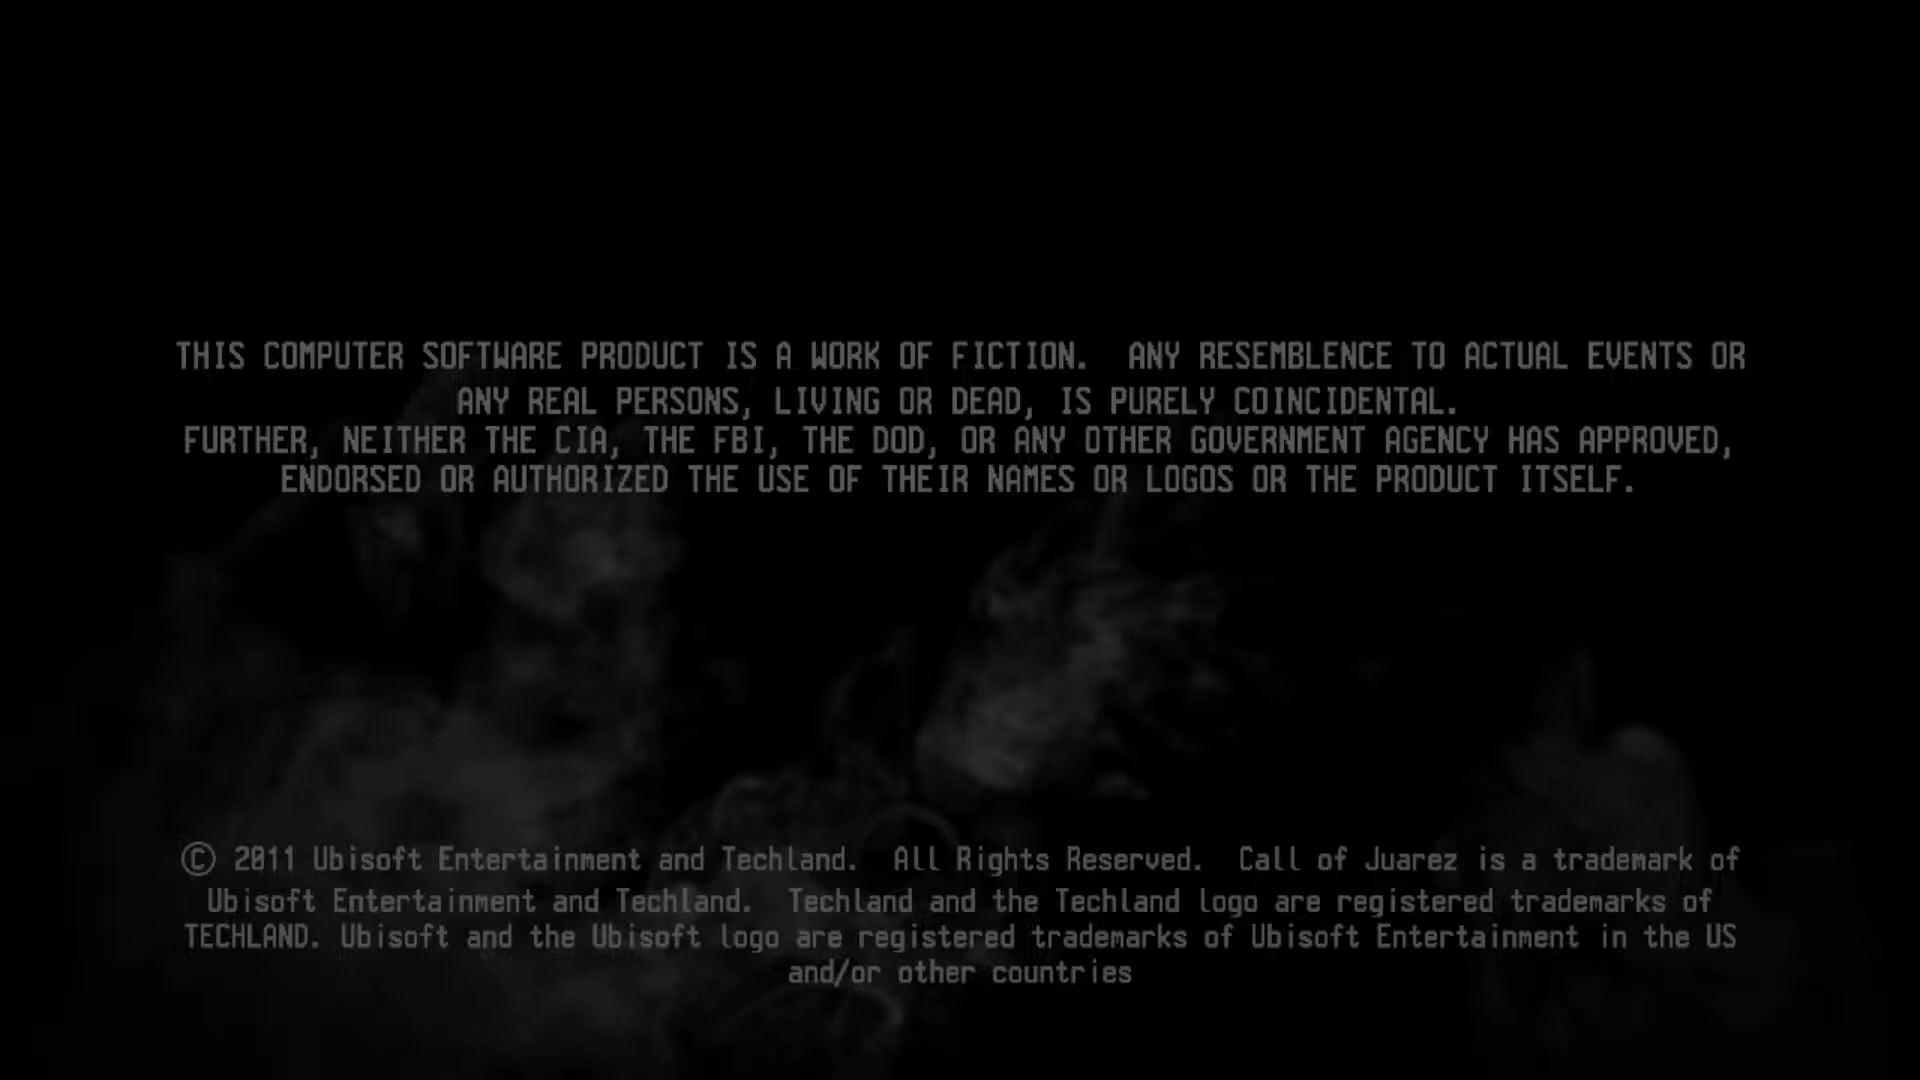 THIS COMPUTER SOFTWARE PRODUCT IS A WORK OF FICTION.  ANY RESEMBLENCE TO ACTUAL EVENTS OR
ANY REAL PERSONS, LIVING OR DEAD, IS PURELY COINCIDENTAL.
FURTHER, NEITHER THE CIA, THE FBI, THE DOD, OR ANY OTHER GOVERNMENT AGENCY HAS APPROVED,
ENDORSED OR AUTHORIZED THE USE OF THEIR NAMES OR LOGOS OR THE PRODUCT ITSELF.
© 2011 Ubisoft Entertainment and Techland.  All Rights Reserved.  Call of Juarez is a trademark of
Ubisoft Entertainment and Techland.  Techland and the Techland logo are registered trademarks of
TECHLAND. Ubisoft and the Ubisoft logo are registered trademarks of Ubisoft Entertainment in the US
and/or other countries